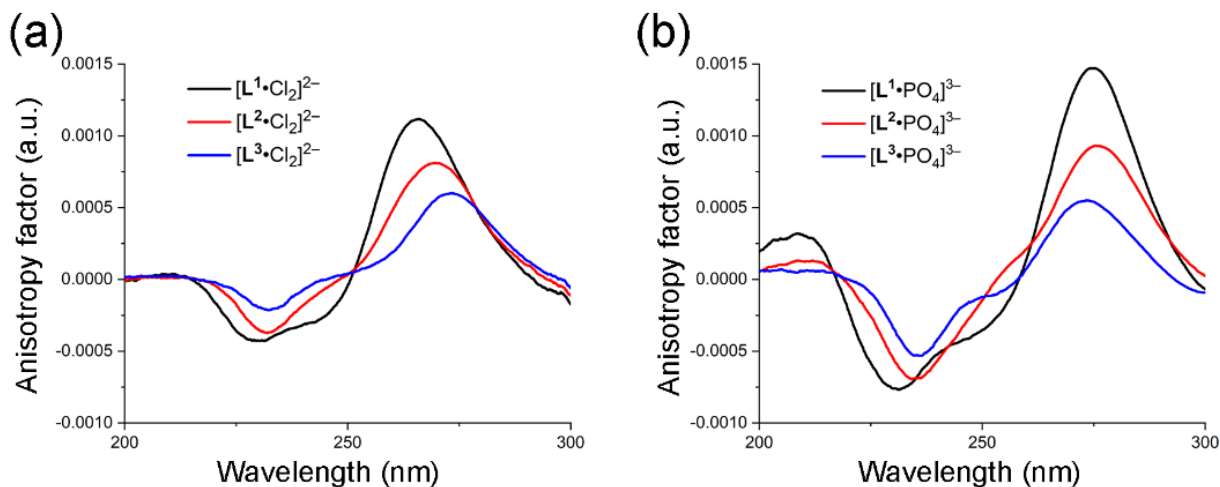 (a)
0.0015
0.0010
0.0005
0.0000
-0.0005
-0.0010
Anisotropy factor (a.u.)
[L¹•Cl₂]²⁻
[L²•Cl₂]²⁻
[L³•Cl₂]²⁻
200
250
300
Wavelength (nm)
(b)
0.0015
0.0010
0.0005
0.0000
-0.0005
-0.0010
Anisotropy factor (a.u.)
[L¹•PO₄]³⁻
[L²•PO₄]³⁻
[L³•PO₄]³⁻
200
250
300
Wavelength (nm)